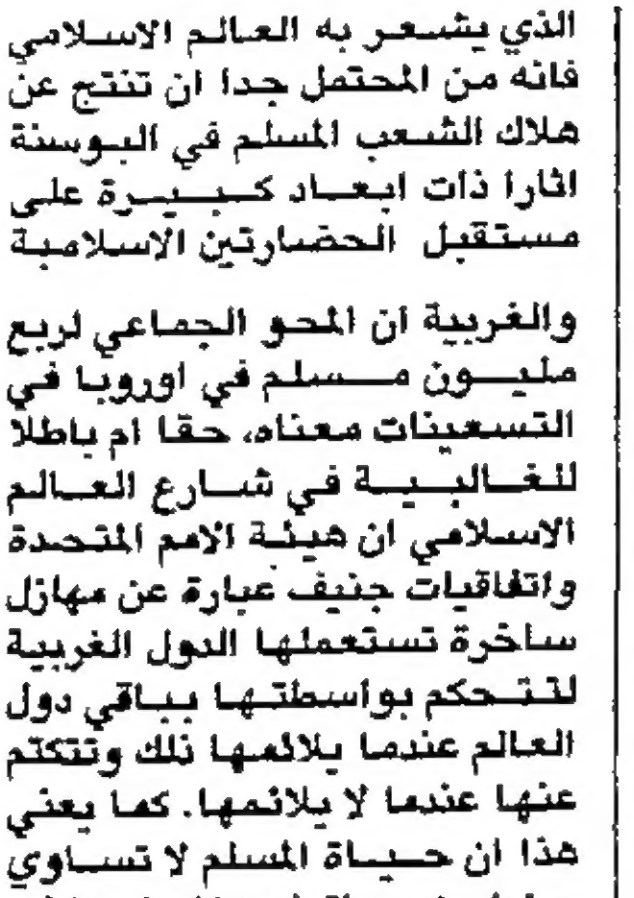 الذي يشعر به العالم الاسلامي
فانه من المحتمل جدا ان تنتج عن
هلاك الشعب المسلم في البوسنة
اثارا ذات ابعاد كبيرة على
مستقبل الحضارتين الاسلامية
والغربية ان المحو الجماعي لربع
مليون مسلم في اوروبا في
التسعينات معناه، حقا ام باطلا
للغالبية في شارع العالم
الاسلامي ان هيئة الامم المتحدة
واتفاقيات جنيف عبارة عن مهازل
ساخرة تستعملها الدول الغربية
لتتحكم بواسطتها بباقي دول
العالم عندما يلائمها ذلك وتتكتم
عنها عندما لا يلائمها. كما يعني
هذا ان حياة المسلم لا تساوي